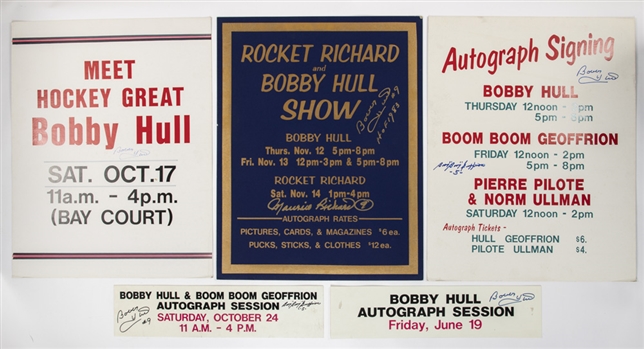 MEET
HOCKEY GREAT
Bobby Hull
SAT. OCT.17
11a.m. - 4p.m.
(BAY COURT)
ROCKET RICHARD
and
BOBBY HULL
SHOW
BOBBY HULL
Thurs. Nov. 12 5pm-8pm
Fri. Nov. 13 12pm-3pm & 5pm-8pm
ROCKET RICHARD
Sat. Nov. 14 1pm-4pm
Maurice Richard 9
AUTOGRAPH RATES
PICTURES, CARDS, & MAGAZINES $6 ea.
PUCKS, STICKS, & CLOTHES $12 ea.
Autograph Signing
BOBBY HULL
THURSDAY 12noon - pm
5pm - 8pm
BOOM BOOM GEOFFRION
FRIDAY 12noon - 2pm
5pm - 8pm
PIERRE PILOTE
& NORM ULLMAN
SATURDAY 12noon - 2pm
Autograph Tickets -
HULL GEOFFRION $6.
PILOTE ULLMAN $4.
BOBBY HULL & BOOM BOOM GEOFFRION
AUTOGRAPH SESSION
SATURDAY, OCTOBER 24
11 A.M. - 4 P.M.
#9
BOBBY HULL
AUTOGRAPH SESSION
Friday, June 19